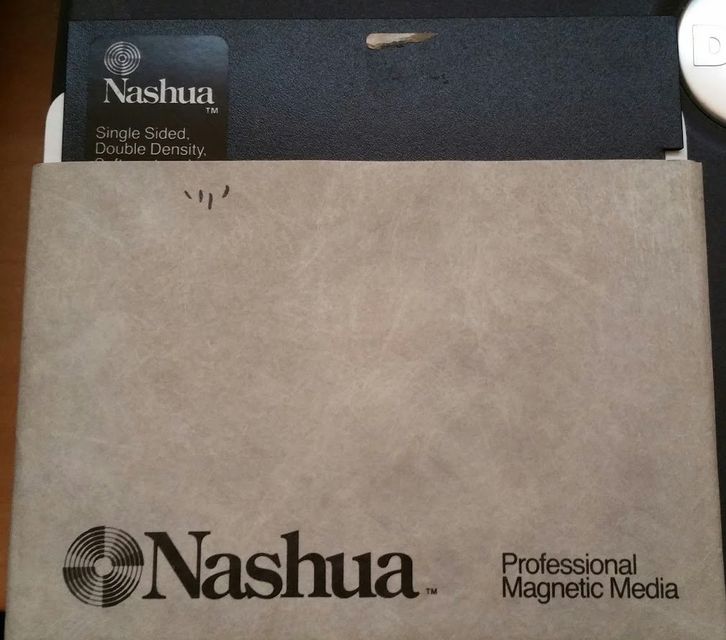 Nashua
TM
Single Sided,
Double Density,
D
Nashua TM
Professional
Magnetic Media